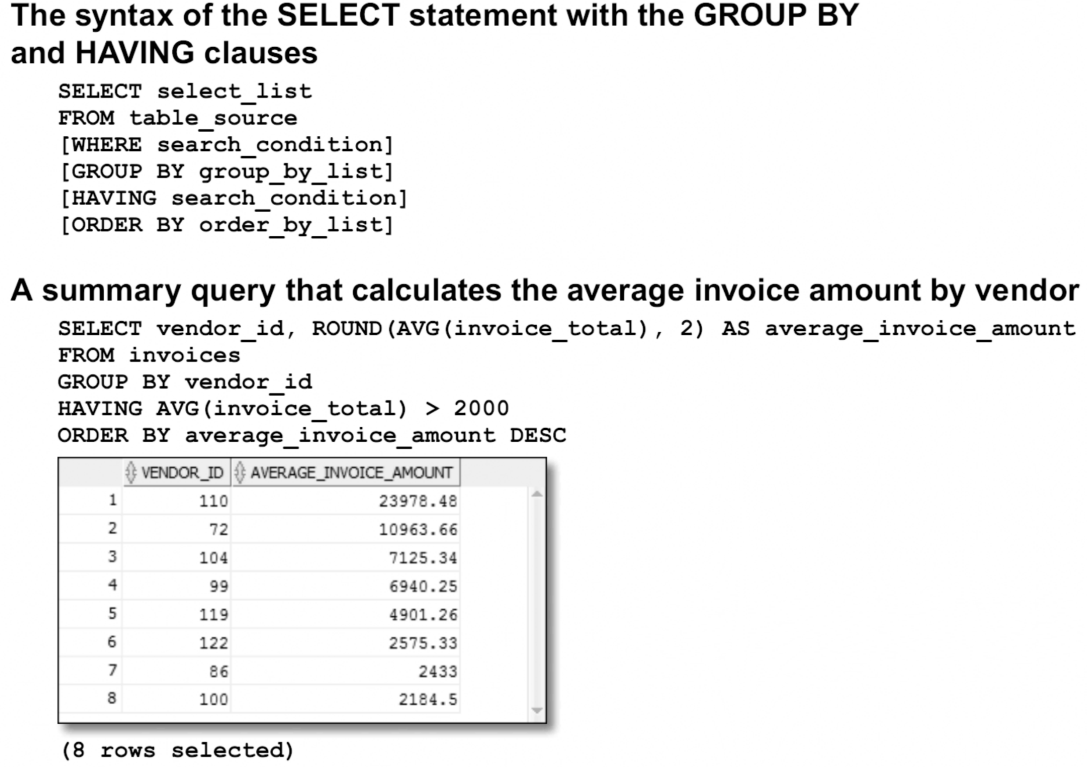 The syntax of the SELECT statement with the GROUP BY
and HAVING clauses
SELECT select_list
FROM table_source
[WHERE search_condition]
[GROUP BY group_by_list]
[HAVING search_condition]
[ORDER BY order_by_list]
A summary query that calculates the average invoice amount by vendor
SELECT vendor_id, ROUND(AVG(invoice_total), 2) AS average_invoice_amount
FROM invoices
GROUP BY vendor_id
HAVING AVG(invoice_total) > 2000
ORDER BY average_invoice_amount DESC
VENDOR_ID AVERAGE_INVOICE_AMOUNT
1 110 23978.48
2 72 10963.66
3 104 7125.34
4 99 6940.25
5 119 4901.26
6 122 2575.33
7 86 2433
8 100 2184.5
(8 rows selected)